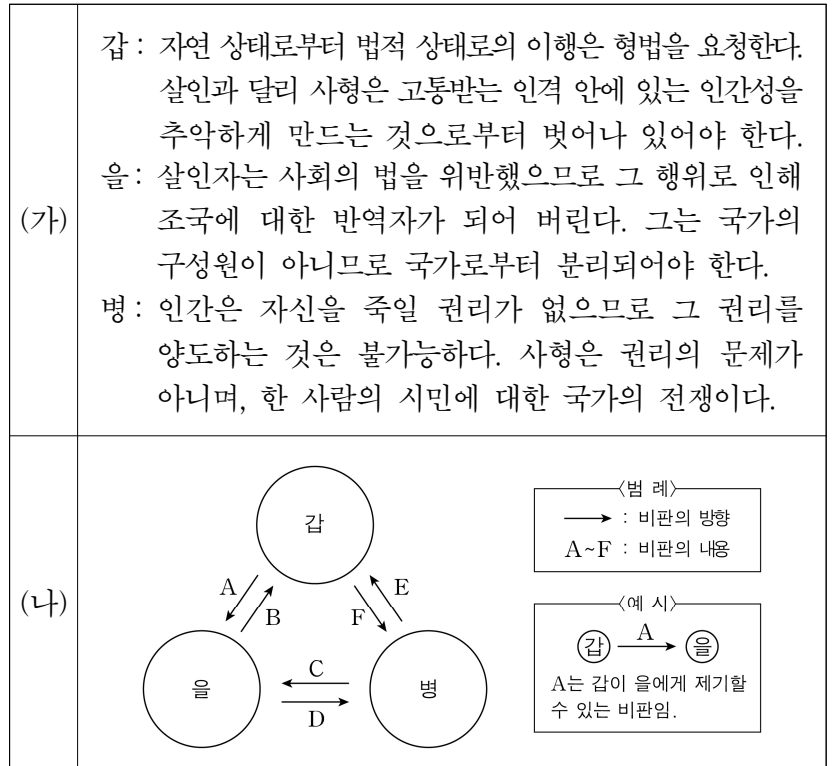 (가)
갑 : 자연 상태로부터 법적 상태로의 이행은 형법을 요청한다.
살인과 달리 사형은 고통받는 인격 안에 있는 인간성을
추악하게 만드는 것으로부터 벗어나 있어야 한다.
을 : 살인자는 사회의 법을 위반했으므로 그 행위로 인해
조국에 대한 반역자가 되어 버린다. 그는 국가의
구성원이 아니므로 국가로부터 분리되어야 한다.
병 : 인간은 자신을 죽일 권리가 없으므로 그 권리를
양도하는 것은 불가능하다. 사형은 권리의 문제가
아니며, 한 사람의 시민에 대한 국가의 전쟁이다.
(나)
갑
A
B
F
E
을
C
D
병
〈범 례〉
: 비판의 방향
A~F : 비판의 내용
〈예 시〉
갑 A 을
A는 갑이 을에게 제기할
수 있는 비판임.